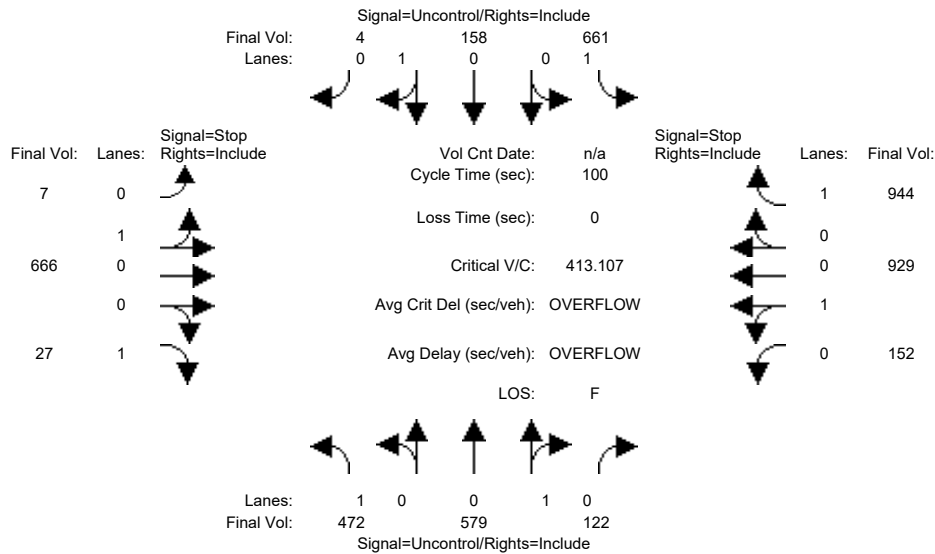 Signal=Uncontrol/Rights=Include
Final Vol: 4 158 661
Lanes: 0 1 0 0 1
Signal=Stop
Final Vol: Lanes: Rights=Include
Vol Cnt Date: n/a
Signal=Stop
Rights=Include Lanes: Final Vol:
Cycle Time (sec): 100
7 0
1 944
Loss Time (sec): 0
1
0
666 0
Critical V/C: 413.107
0 929
0
Avg Crit Del (sec/veh): OVERFLOW
1
27 1
Avg Delay (sec/veh): OVERFLOW
0 152
LOS: F
Lanes: 1 0 0 1 0
Final Vol: 472 579 122
Signal=Uncontrol/Rights=Include